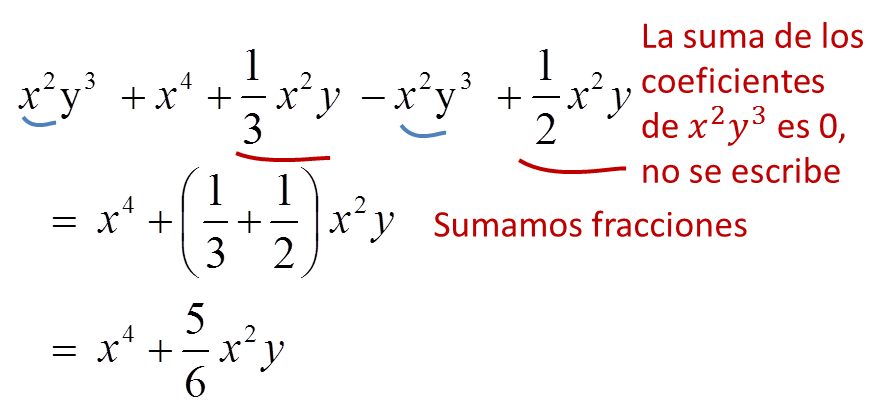 x²y³ + x⁴ + 1/3 x²y − x²y³ + 1/2 x²y
La suma de los
coeficientes
de x²y³ es 0,
no se escribe
= x⁴ + (1/3 + 1/2) x²y
Sumamos fracciones
= x⁴ + 5/6 x²y